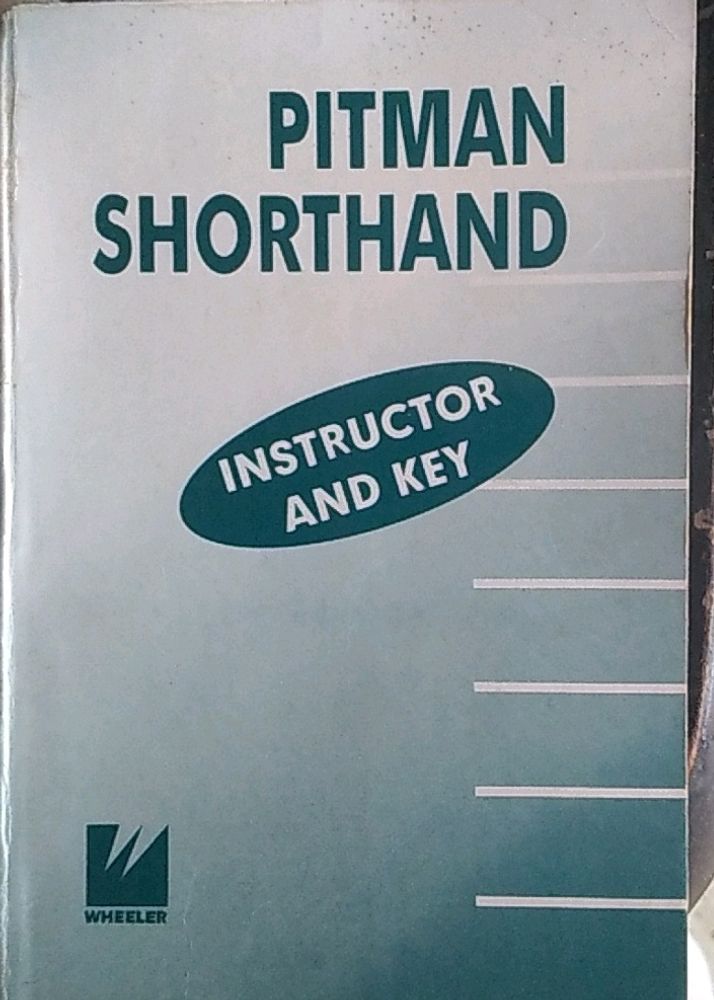 PITMAN
SHORTHAND
INSTRUCTOR
AND KEY
WHEELER